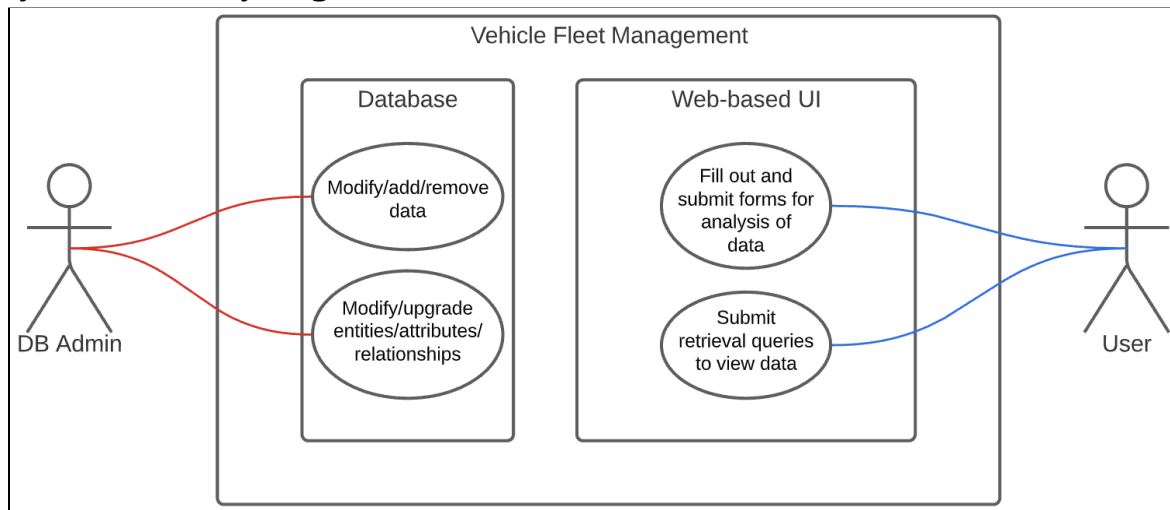 Vehicle Fleet Management
Database
Web-based UI
Modify/add/remove
data
Modify/upgrade
entities/attributes/
relationships
Fill out and
submit forms for
analysis of
data
Submit
retrieval queries
to view data
DB Admin
User